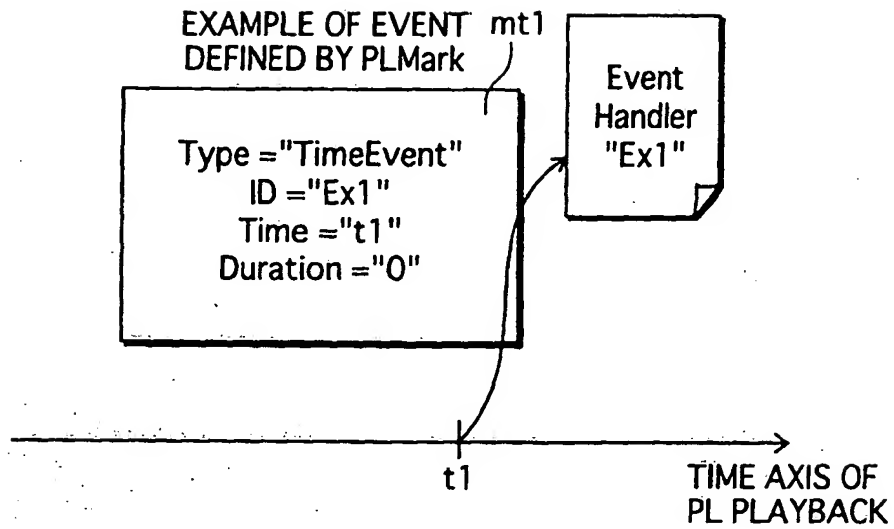 EXAMPLE OF EVENT
DEFINED BY PLMark
mt1
Type ="TimeEvent"
ID ="Ex1"
Time ="t1"
Duration ="0"
Event
Handler
"Ex1"
t1
TIME AXIS OF
PL PLAYBACK